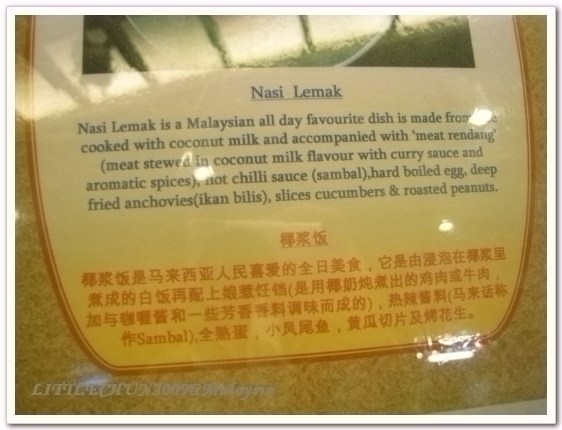 Nasi Lemak
Nasi Lemak is a Malaysian all day favourite dish is made from
cooked with coconut milk and accompanied with 'meat rendang'
(meat stewed in coconut milk flavour with curry sauce and
aromatic spices), hot chilli sauce (sambal),hard boiled egg, deep
fried anchovies(ikan bilis), slices cucumbers & roasted peanuts.
椰浆饭
椰浆饭是马来西亚人民喜爱的全日美食，它是由浸泡在椰浆里
煮成的白饭再配上娘惹饪铛(是用椰奶炖煮出的鸡肉或牛肉，
加与咖喱酱和一些芳香香料调味而成的)，热辣酱料(马来话称
作Sambal),全熟蛋，小凤尾鱼，黄瓜切片及烤花生。
LITTLECHUN2009@Malaysia